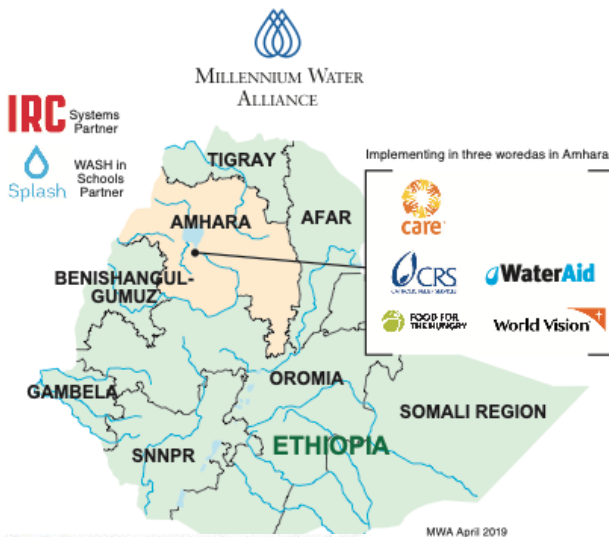 MILLENNIUM WATER
ALLIANCE
IRC Systems
Partner
Splash WASH in
Schools
Partner
Implementing in three woredas in Amhara
care
CRS
WaterAid
FOOD FOR
THE HUNGRY
World Vision
TIGRAY
AMHARA
AFAR
BENISHANGUL-
GUMUZ
GAMBELA
OROMIA
SOMALI REGION
SNNPR
ETHIOPIA
MWA April 2019